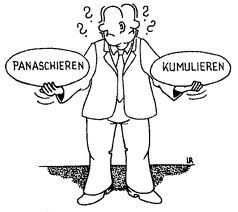 ? ? ? ?
PANASCHIEREN
KUMULIEREN